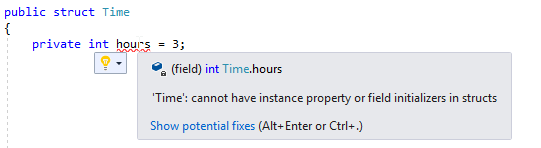 public struct Time
{
private int hours = 3;
(field) int Time.hours
'Time': cannot have instance property or field initializers in structs
Show potential fixes (Alt+Enter or Ctrl+.)